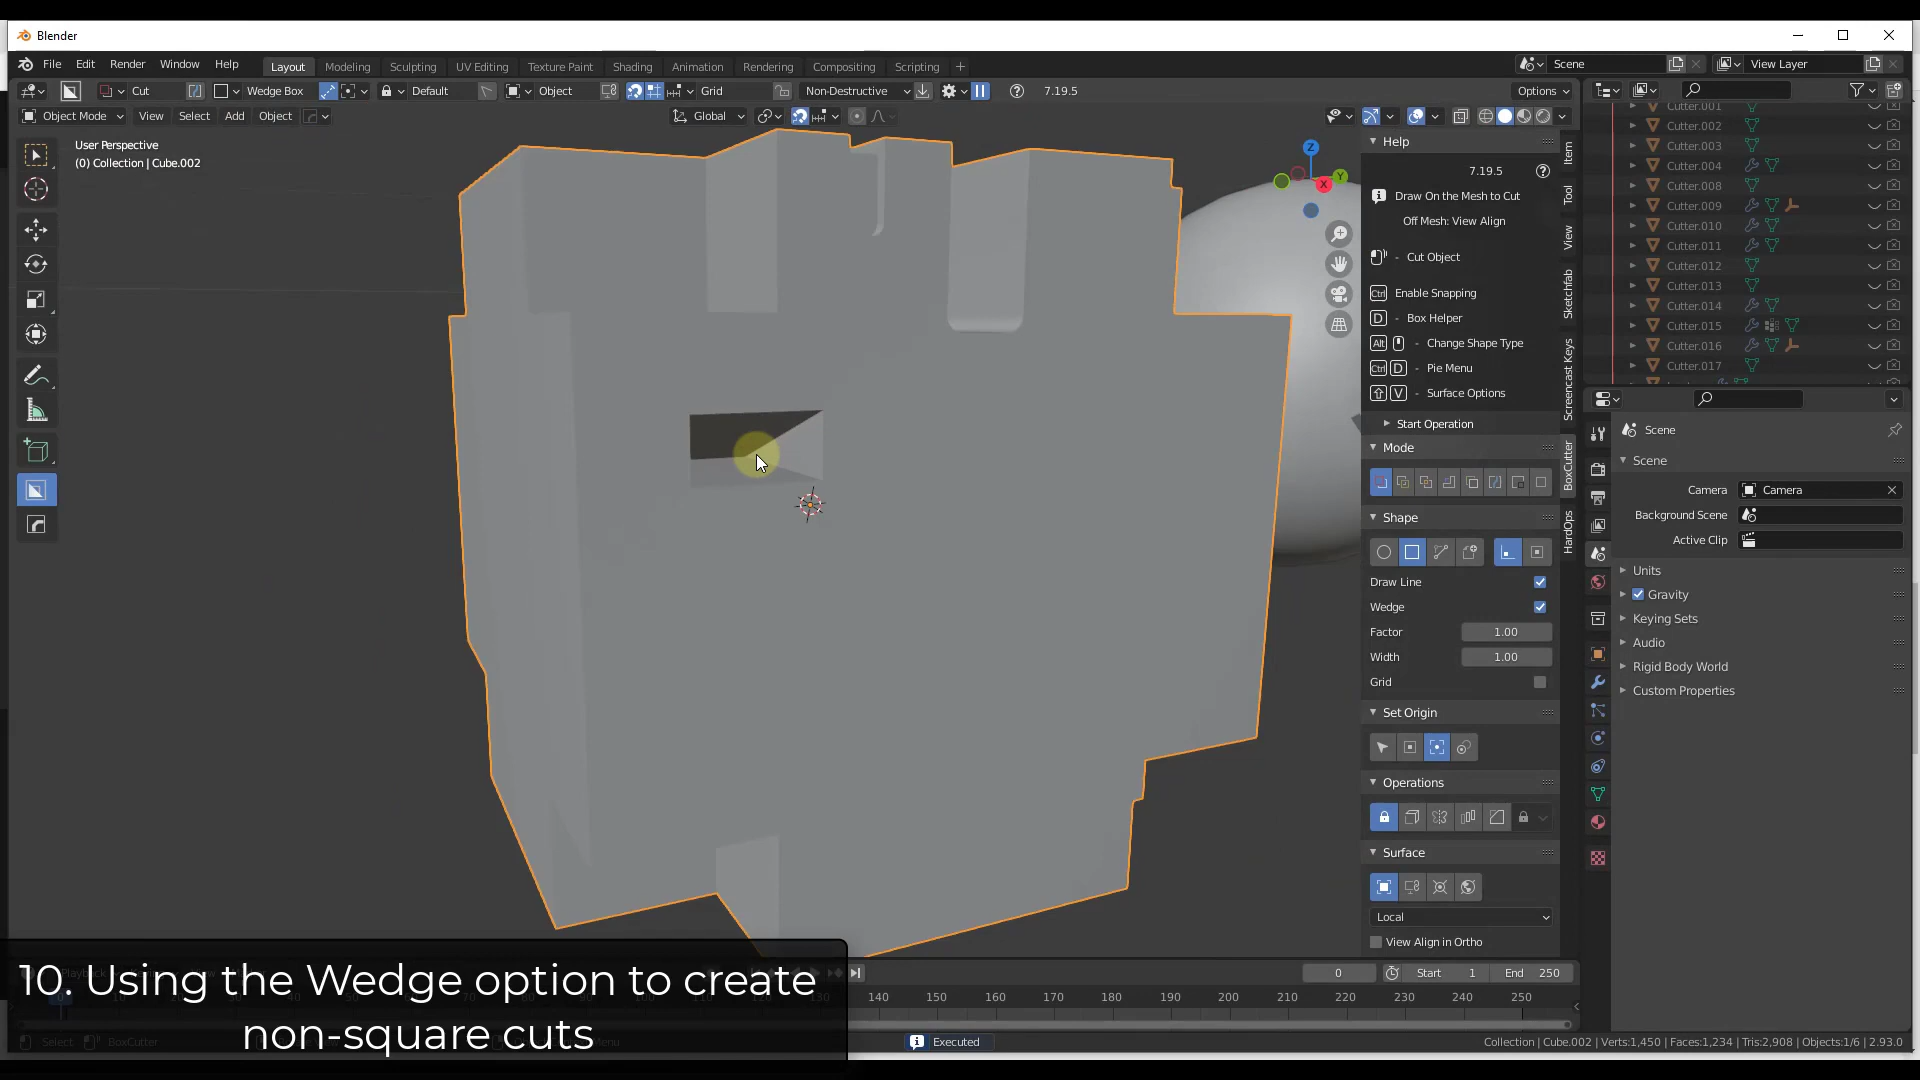 Blender
File Edit Render Window Help Layout Modeling Sculpting UV Editing Texture Paint Shading Animation Rendering Compositing Scripting + Scene View Layer
Cut Wedge Box Default Object Grid Non-Destructive 7.19.5 Options
Object Mode View Select Add Object Global
User Perspective
(0) Collection | Cube.002
Z
Y
X
Help
7.19.5
Draw On the Mesh to Cut
Off Mesh: View Align
- Cut Object
Ctrl Enable Snapping
D - Box Helper
Alt - Change Shape Type
Ctrl D - Pie Menu
V - Surface Options
Start Operation
Mode
Shape
Draw Line
Wedge
Factor 1.00
Width 1.00
Grid
Set Origin
Operations
Surface
Local
View Align in Ortho
Item
Tool
View
Sketchfab
Screencast Keys
BoxCutter
HardOps
Cutter.001
Cutter.002
Cutter.003
Cutter.004
Cutter.008
Cutter.009
Cutter.010
Cutter.011
Cutter.012
Cutter.013
Cutter.014
Cutter.015
Cutter.016
Cutter.017
Scene
Scene
Camera Camera
Background Scene
Active Clip
Units
Gravity
Keying Sets
Audio
Rigid Body World
Custom Properties
0 Start 1 End 250
140 150 160 170 180 190 200 210 220 230 240 250
10. Using the Wedge option to create
non-square cuts
Select BoxCutter Menu
Executed
Collection | Cube.002 | Verts:1,450 | Faces:1,234 | Tris:2,908 | Objects:1/6 | 2.93.0